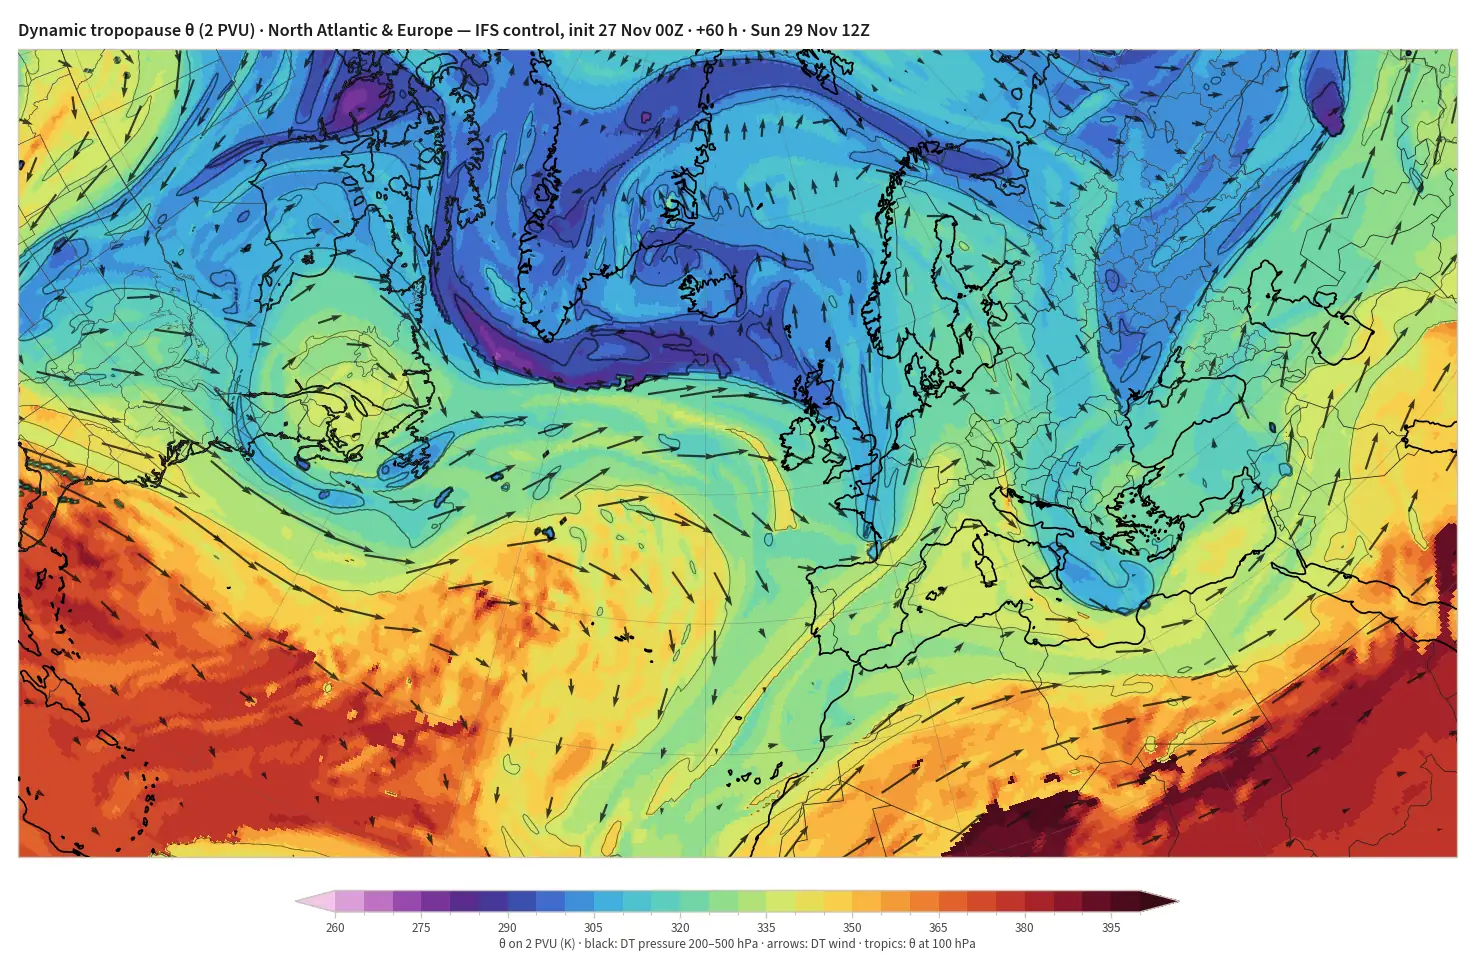 Dynamic tropopause θ (2 PVU) · North Atlantic & Europe — IFS control, init 27 Nov 00Z · +60 h · Sun 29 Nov 12Z
260 275 290 305 320 335 350 365 380 395
θ on 2 PVU (K) · black: DT pressure 200–500 hPa · arrows: DT wind · tropics: θ at 100 hPa